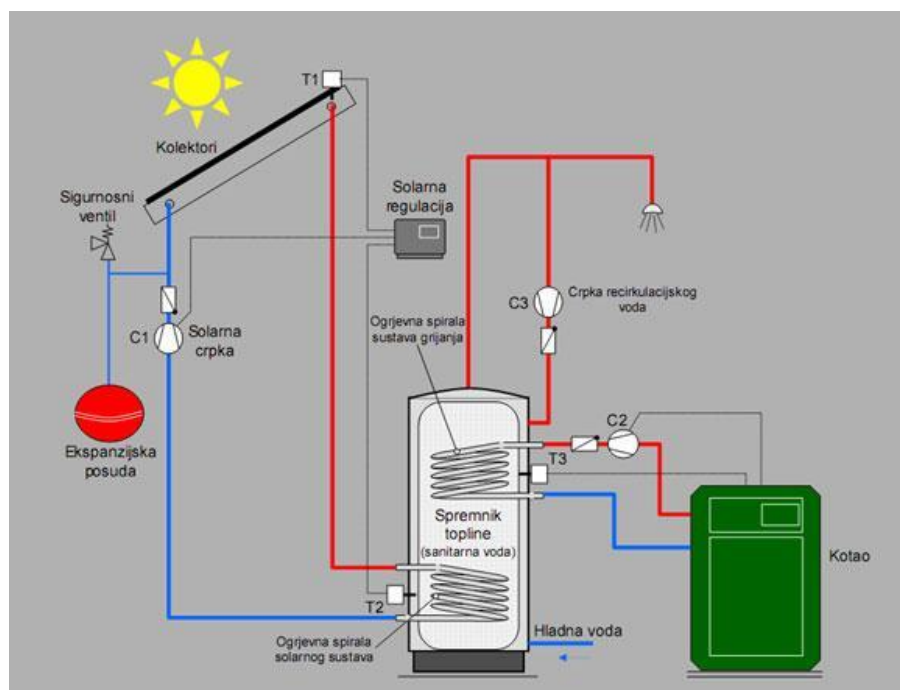 T1
Kolektori
Sigurnosni
ventil
Solarna
regulacija
C1
Solarna
crpka
C3
Crpka recirkulacijskog
voda
Ogrjevna spirala
sustava grijanja
Ekspanzijska
posuda
C2
T3
Spremnik
topline
(sanitarna voda)
Kotao
T2
Hladna voda
Ogrjevna spirala
solarnog sustava